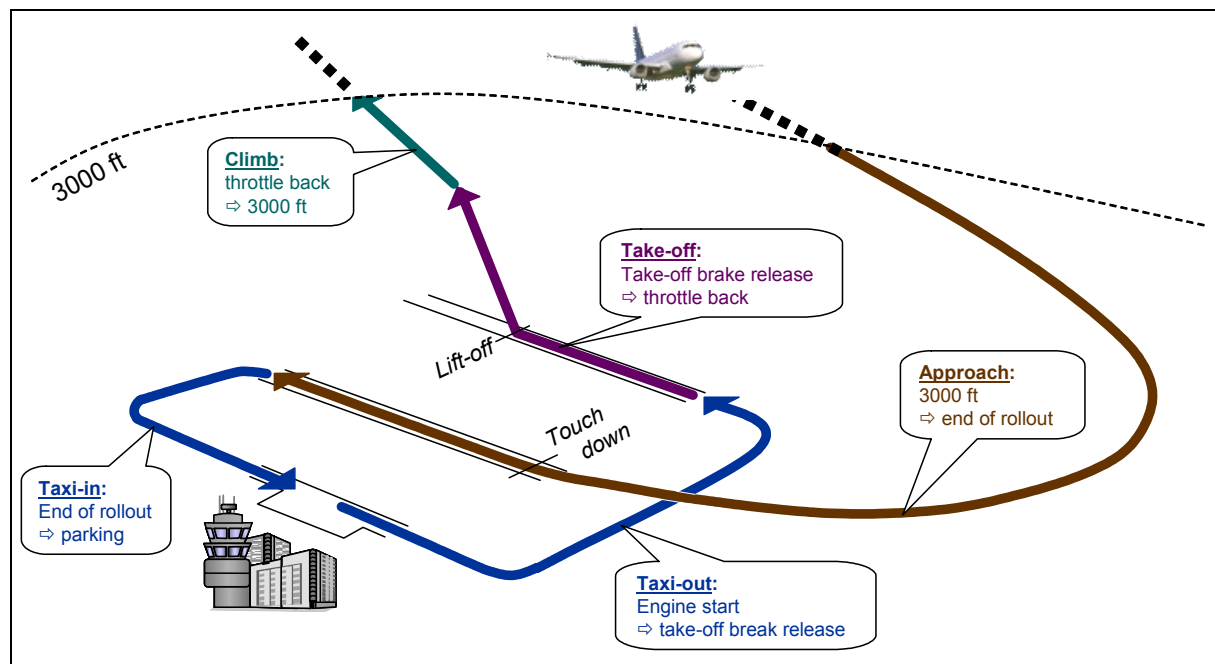 3000 ft
Climb:
throttle back
⇨ 3000 ft
Take-off:
Take-off brake release
⇨ throttle back
Lift-off
Approach:
3000 ft
⇨ end of rollout
Touch
down
Taxi-in:
End of rollout
⇨ parking
Taxi-out:
Engine start
⇨ take-off break release